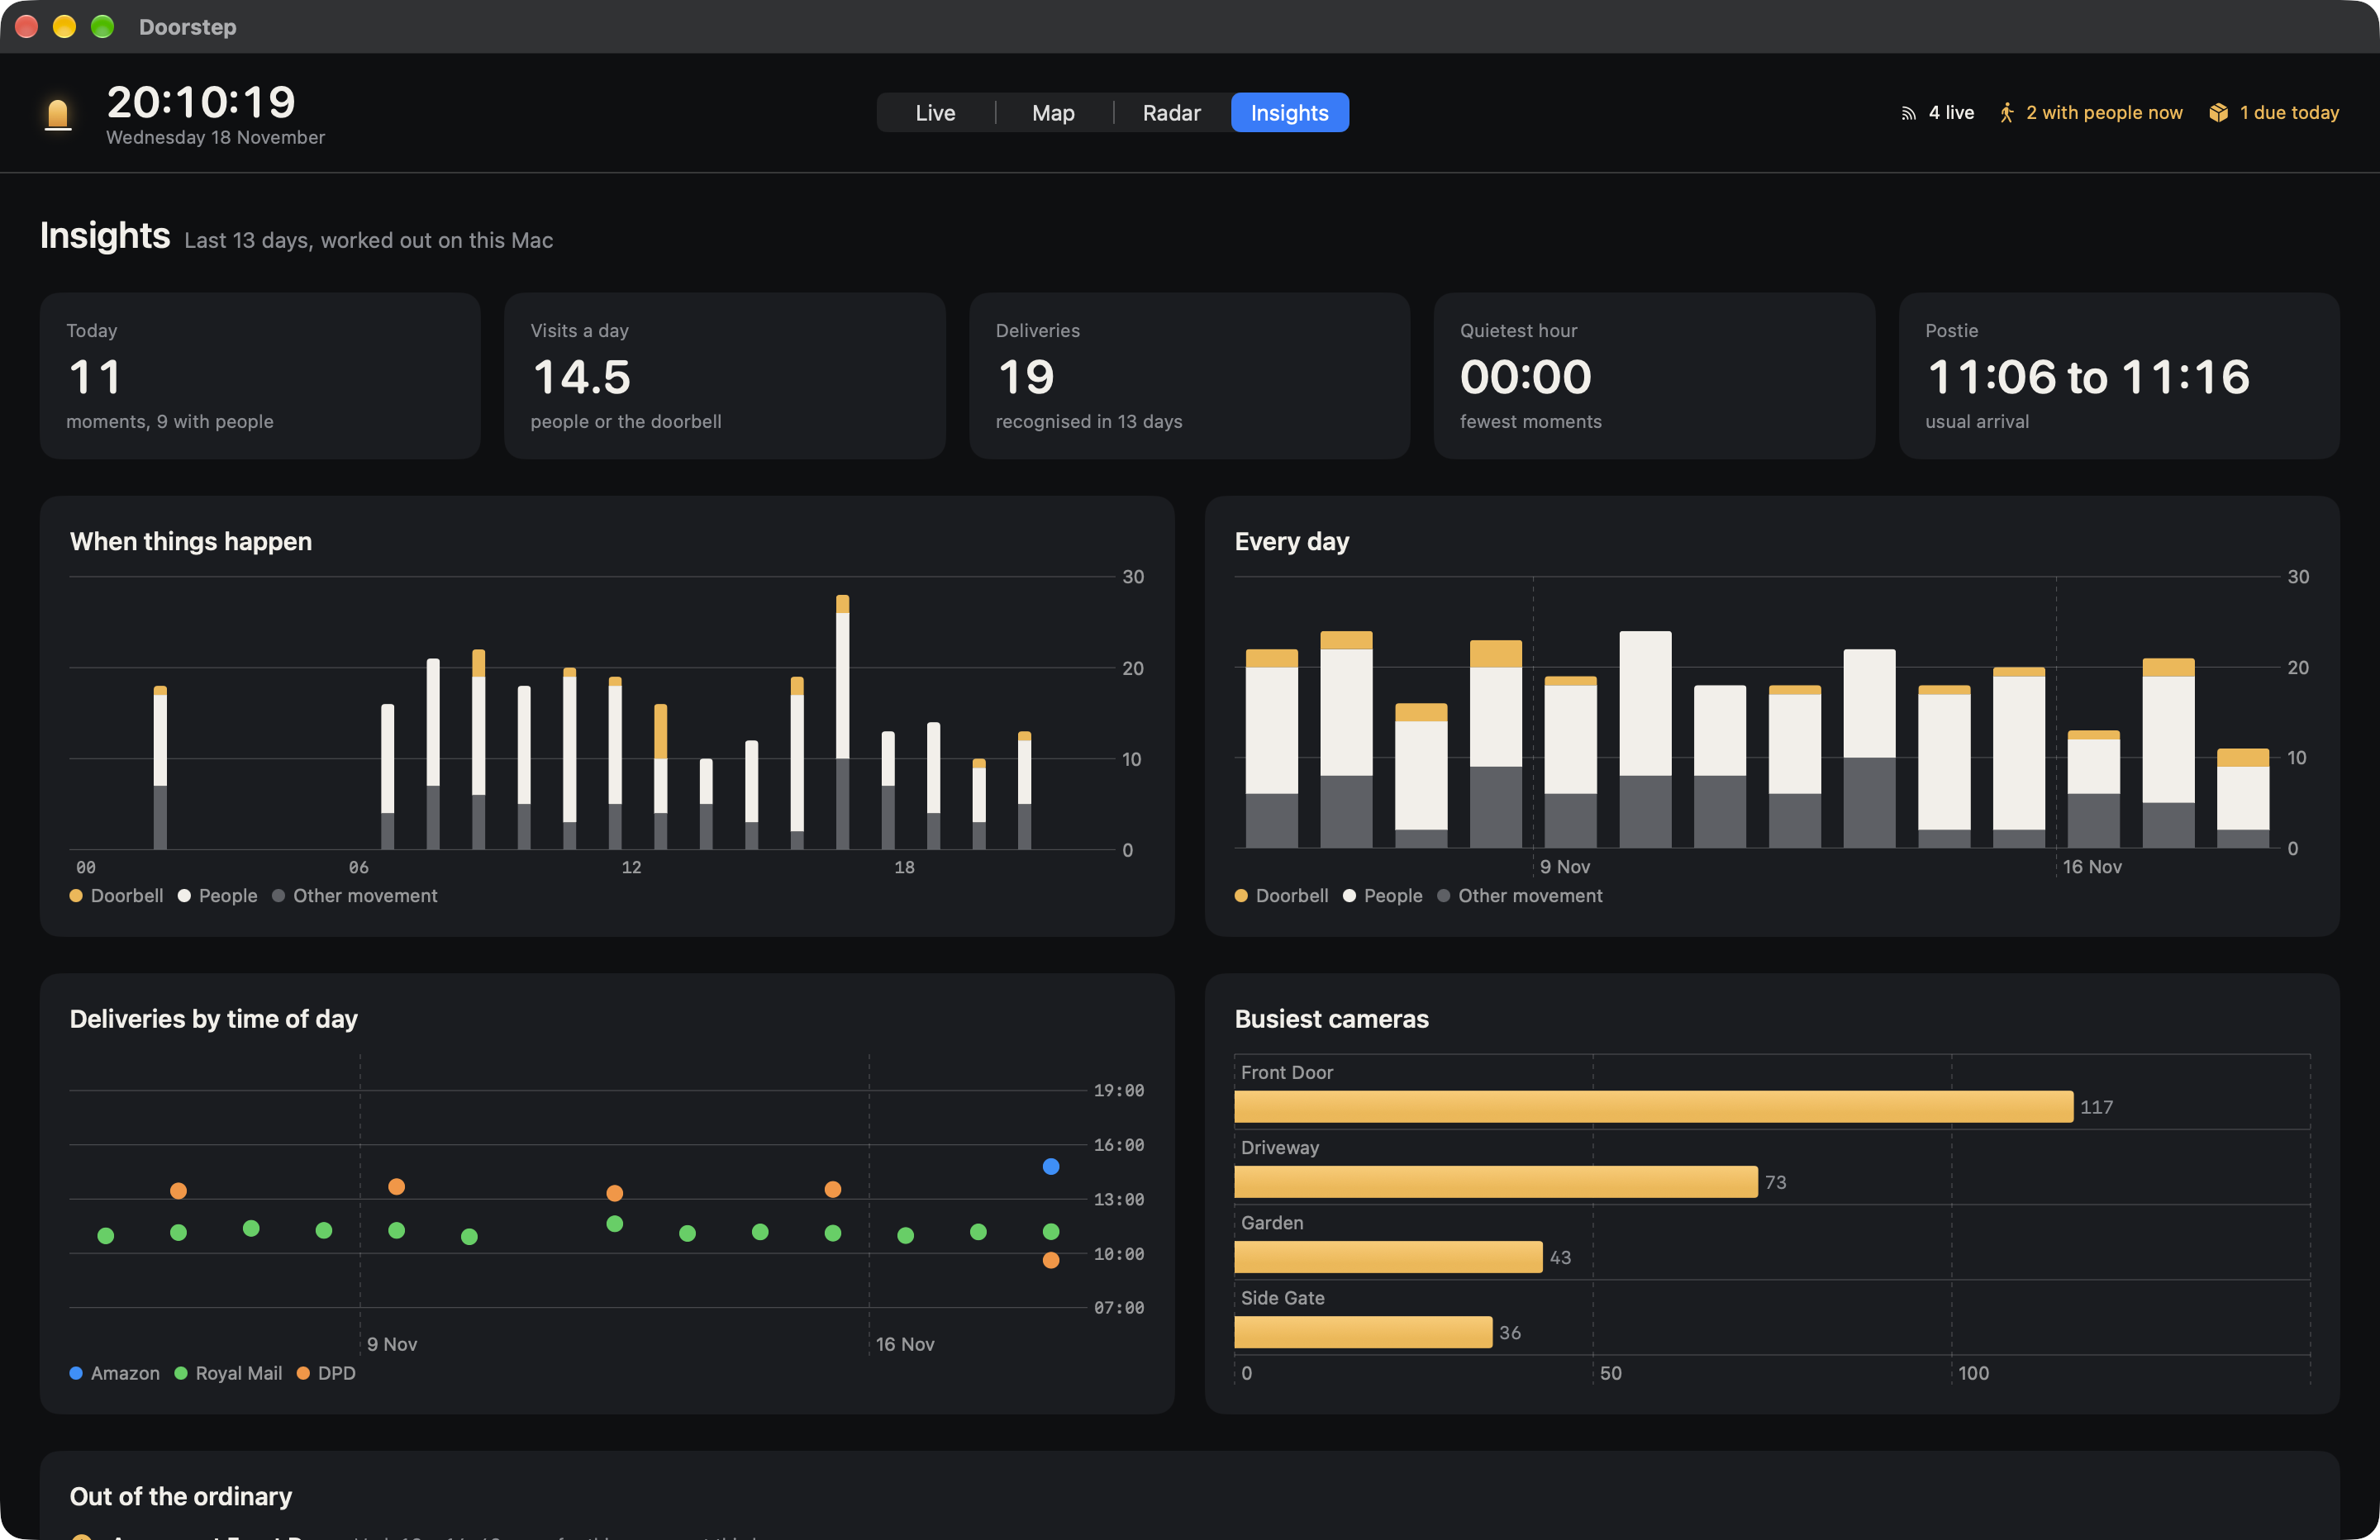 Doorstep
20:10:19
Wednesday 18 November
Live
Map
Radar
Insights
4 live
2 with people now
1 due today
Insights
Last 13 days, worked out on this Mac
Today
11
moments, 9 with people
Visits a day
14.5
people or the doorbell
Deliveries
19
recognised in 13 days
Quietest hour
00:00
fewest moments
Postie
11:06 to 11:16
usual arrival
When things happen
30
20
10
0
00
06
12
18
Doorbell
People
Other movement
Every day
30
20
10
0
9 Nov
16 Nov
Doorbell
People
Other movement
Deliveries by time of day
19:00
16:00
13:00
10:00
07:00
9 Nov
16 Nov
Amazon
Royal Mail
DPD
Busiest cameras
Front Door
117
Driveway
73
Garden
43
Side Gate
36
0
50
100
Out of the ordinary